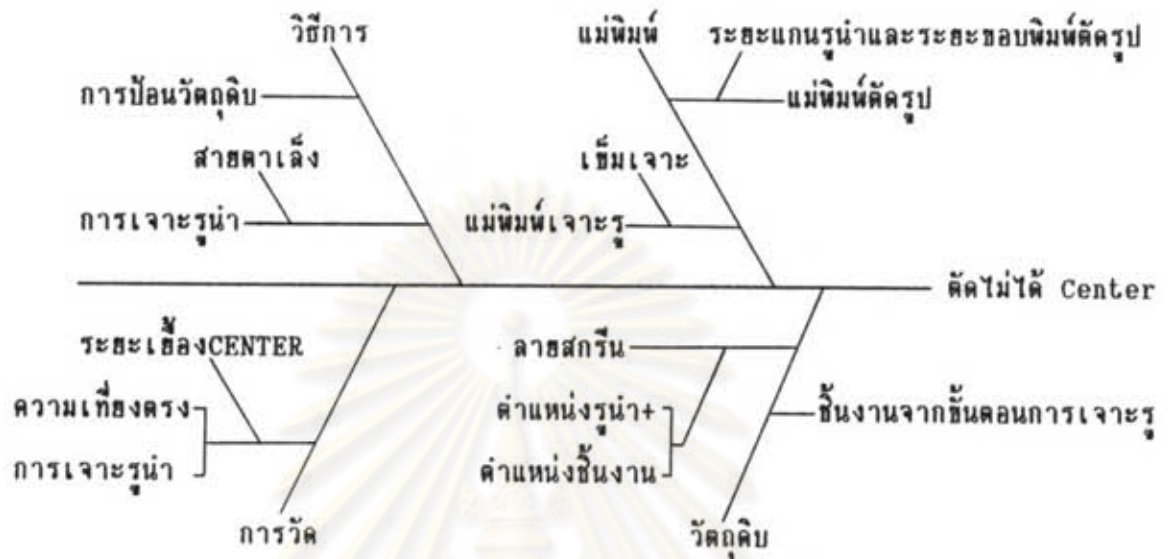 วิธีการ
แม่พิมพ์
ระยะแกนรูนำและระยะขอบพิมพ์ตัดรูป
การป้อนวัตถุดิบ
แม่พิมพ์ตัดรูป
สายตาเล็ง
เข็มเจาะ
การเจาะรูนำ
แม่พิมพ์เจาะรู
ตัดไม่ได้ Center
ระยะเยื้องCENTER
ลายสกรีน
ความเที่ยงตรง
ตำแหน่งรูนำ+
ชิ้นงานจากขั้นตอนการเจาะรู
การเจาะรูนำ
ตำแหน่งชิ้นงาน
การวัด
วัตถุดิบ